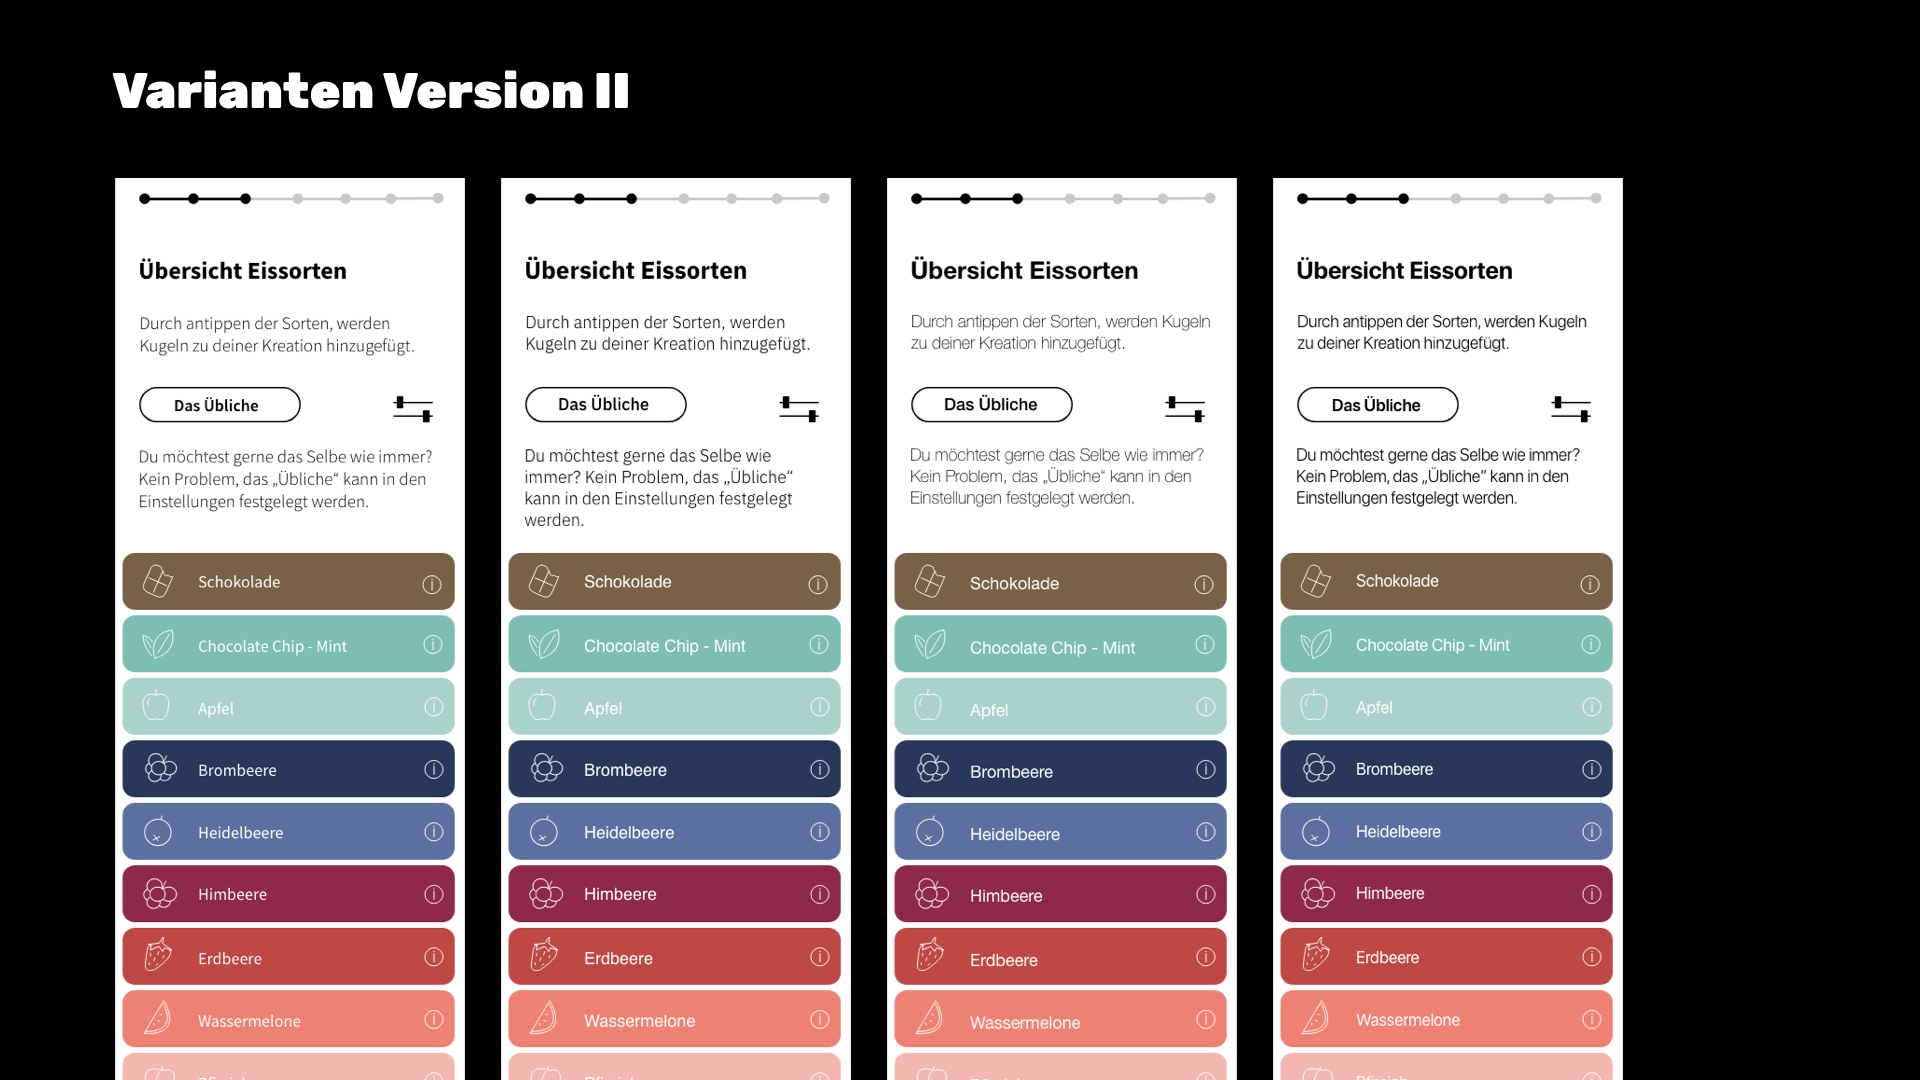 Varianten Version II
Übersicht Eissorten
Durch antippen der Sorten, werden
Kugeln zu deiner Kreation hinzugefügt.
Das Übliche
Du möchtest gerne das Selbe wie immer?
Kein Problem, das „Übliche“ kann in den
Einstellungen festgelegt werden.
Schokolade
Chocolate Chip - Mint
Apfel
Brombeere
Heidelbeere
Himbeere
Erdbeere
Wassermelone
Übersicht Eissorten
Durch antippen der Sorten, werden
Kugeln zu deiner Kreation hinzugefügt.
Das Übliche
Du möchtest gerne das Selbe wie
immer? Kein Problem, das „Übliche“
kann in den Einstellungen festgelegt
werden.
Schokolade
Chocolate Chip - Mint
Apfel
Brombeere
Heidelbeere
Himbeere
Erdbeere
Wassermelone
Übersicht Eissorten
Durch antippen der Sorten, werden Kugeln
zu deiner Kreation hinzugefügt.
Das Übliche
Du möchtest gerne das Selbe wie immer?
Kein Problem, das „Übliche“ kann in den
Einstellungen festgelegt werden.
Schokolade
Chocolate Chip - Mint
Apfel
Brombeere
Heidelbeere
Himbeere
Erdbeere
Wassermelone
Übersicht Eissorten
Durch antippen der Sorten, werden Kugeln
zu deiner Kreation hinzugefügt.
Das Übliche
Du möchtest gerne das Selbe wie immer?
Kein Problem, das „Übliche“ kann in den
Einstellungen festgelegt werden.
Schokolade
Chocolate Chip - Mint
Apfel
Brombeere
Heidelbeere
Himbeere
Erdbeere
Wassermelone